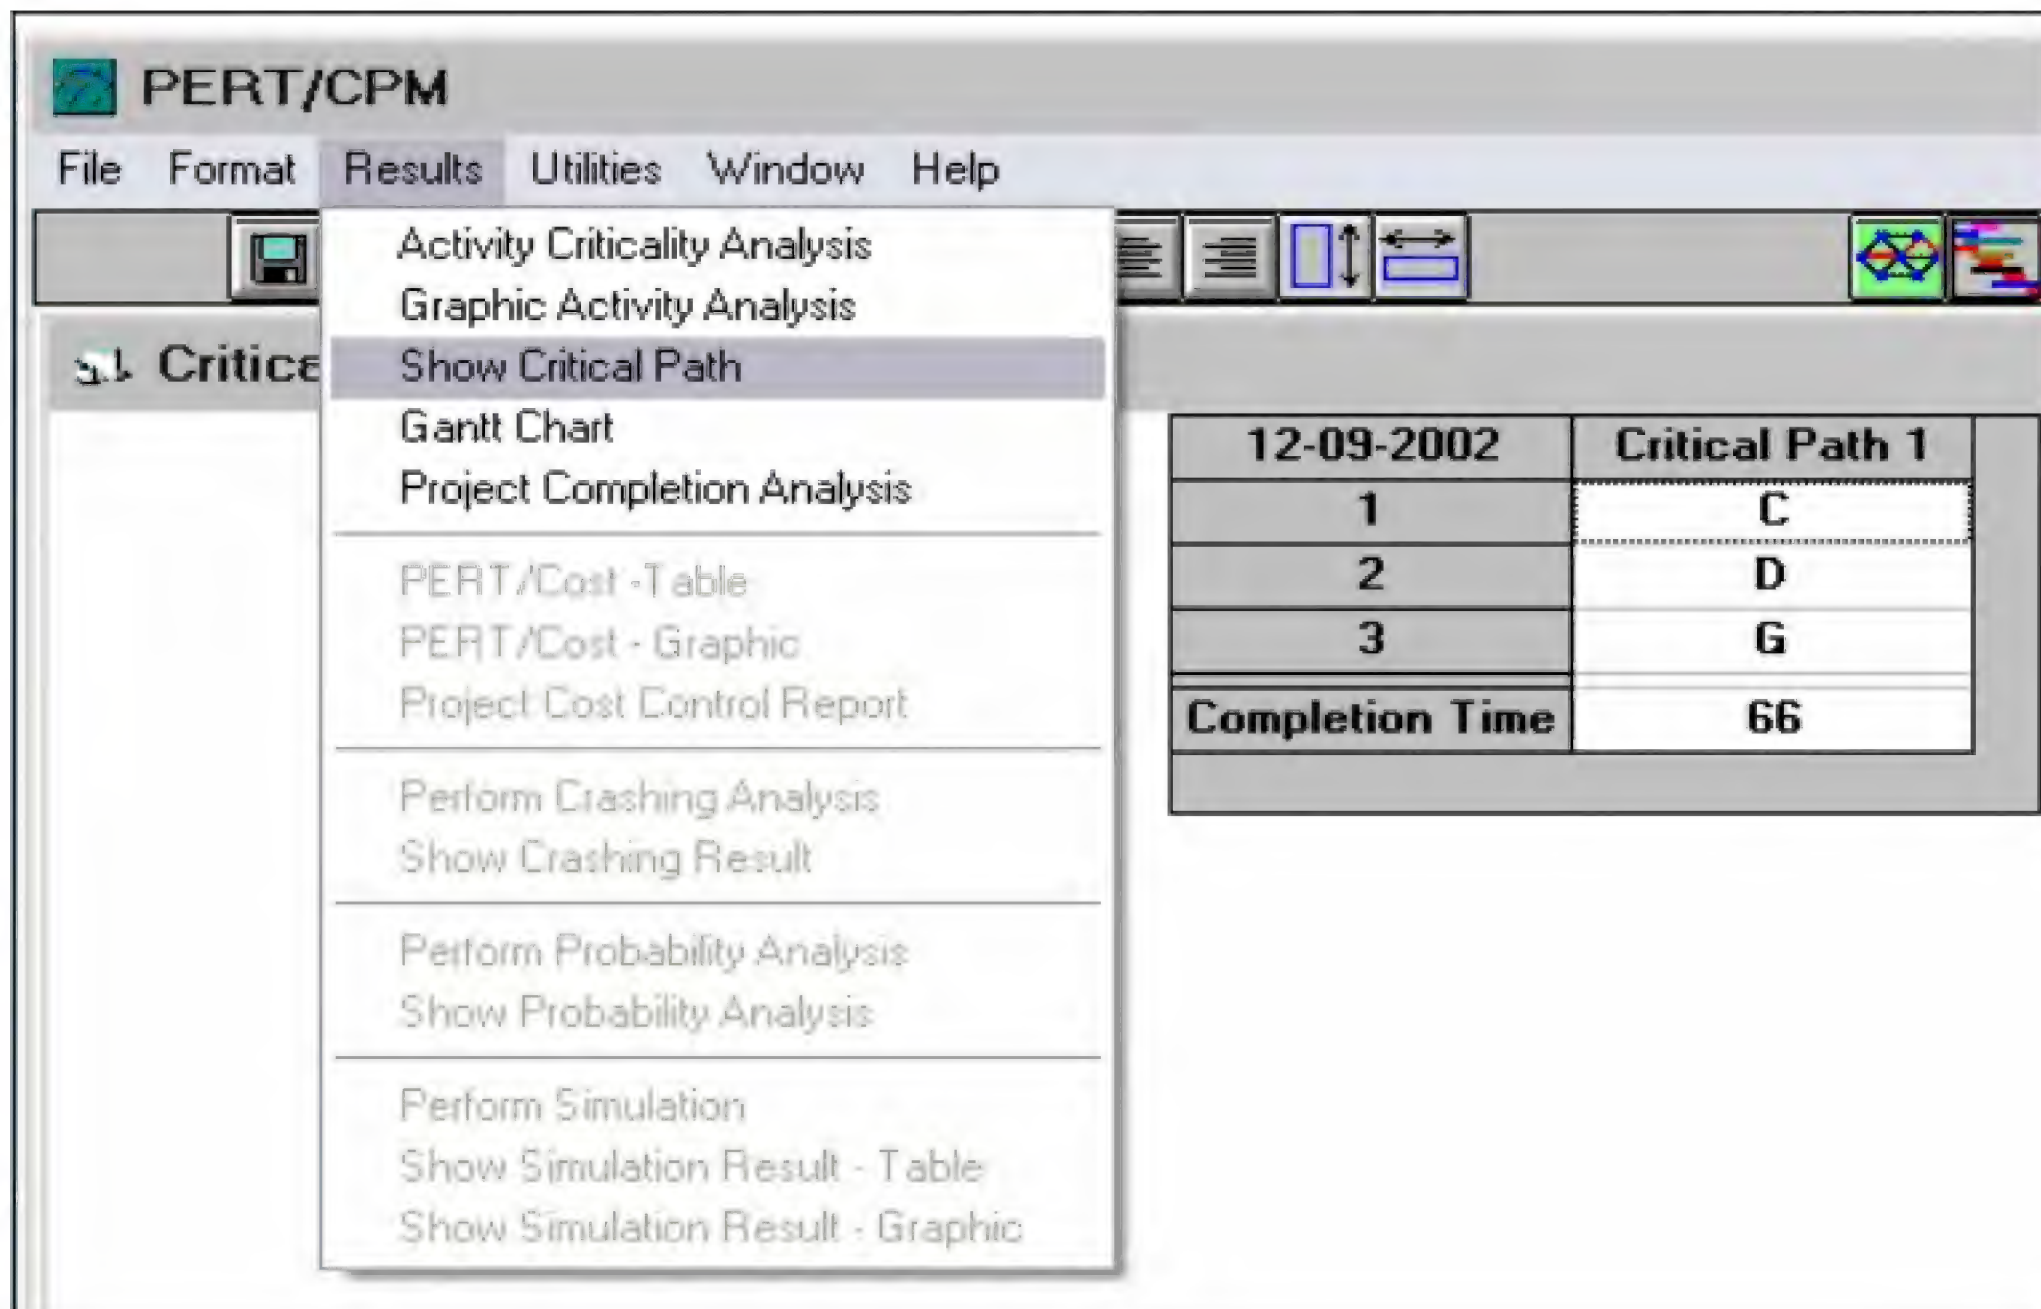 PERT/CPM
File Format Results Utilities Window Help
Activity Criticality Analysis
Graphic Activity Analysis
Critica
Show Critical Path
Gantt Chart
Project Completion Analysis
PERT/Cost -Table
PERT/Cost - Graphic
Project Cost Control Report
Perform Crashing Analysis
Show Crashing Result
Perform Probability Analysis
Show Probability Analysis
Perform Simulation
Show Simulation Result - Table
Show Simulation Result - Graphic
12-09-2002 Critical Path 1
1 C
2 D
3 G
Completion Time 66